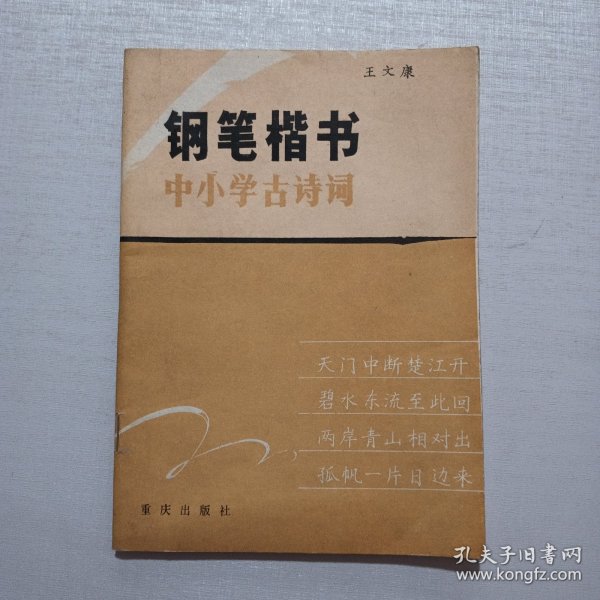 王文康
钢笔楷书
中小学古诗词
天门中断楚江开
碧水东流至此回
两岸青山相对出
孤帆一片日边来
重庆出版社
孔夫子旧书网
www.kongfz.com